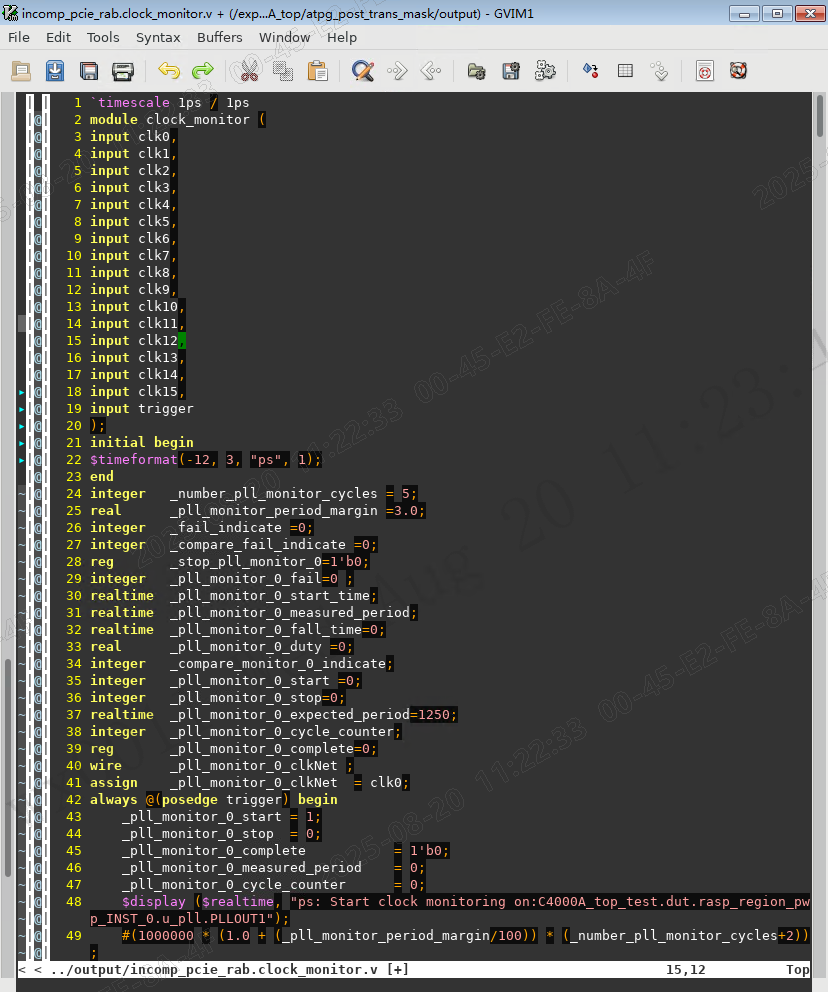 incomp_pcie_rab.clock_monitor.v + (/exp...A_top/atpg_post_trans_mask/output) - GVIM1
File Edit Tools Syntax Buffers Window Help
1 `timescale 1ps / 1ps
2 module clock_monitor (
3 input clk0,
4 input clk1,
5 input clk2,
6 input clk3,
7 input clk4,
8 input clk5,
9 input clk6,
10 input clk7,
11 input clk8,
12 input clk9,
13 input clk10,
14 input clk11,
15 input clk12,
16 input clk13,
17 input clk14,
18 input clk15,
19 input trigger
20 );
21 initial begin
22 $timeformat(-12, 3, "ps", 1);
23 end
24 integer   _number_pll_monitor_cycles = 5;
25 real      _pll_monitor_period_margin =3.0;
26 integer   _fail_indicate =0;
27 integer   _compare_fail_indicate =0;
28 reg       _stop_pll_monitor_0=1'b0;
29 integer   _pll_monitor_0_fail=0 ;
30 realtime  _pll_monitor_0_start_time;
31 realtime  _pll_monitor_0_measured_period;
32 realtime  _pll_monitor_0_fall_time=0;
33 real      _pll_monitor_0_duty =0;
34 integer   _compare_monitor_0_indicate;
35 integer   _pll_monitor_0_start =0;
36 integer   _pll_monitor_0_stop=0;
37 realtime  _pll_monitor_0_expected_period=1250;
38 integer   _pll_monitor_0_cycle_counter;
39 reg       _pll_monitor_0_complete=0;
40 wire      _pll_monitor_0_clkNet ;
41 assign    _pll_monitor_0_clkNet  = clk0;
42 always @(posedge trigger) begin
43     _pll_monitor_0_start = 1;
44     _pll_monitor_0_stop  = 0;
45     _pll_monitor_0_complete           = 1'b0;
46     _pll_monitor_0_measured_period    = 0;
47     _pll_monitor_0_cycle_counter      = 0;
48     $display ($realtime, "ps: Start clock monitoring on:C4000A_top_test.dut.rasp_region_pw
p_INST_0.u_pll.PLLOUT1");
49     #(1000000 * (1.0 + (_pll_monitor_period_margin/100)) * (_number_pll_monitor_cycles+2))
;
< < ../output/incomp_pcie_rab.clock_monitor.v [+] 15,12 Top